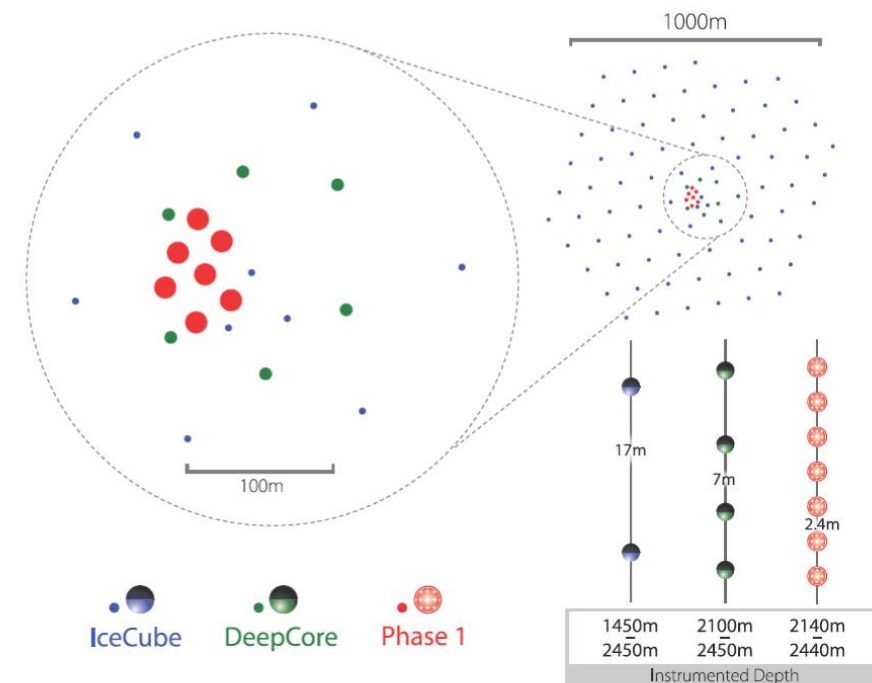 1000m
100m
17m
7m
2.4m
IceCube
DeepCore
Phase 1
1450m - 2450m
2100m - 2450m
2140m - 2440m
Instrumented Depth